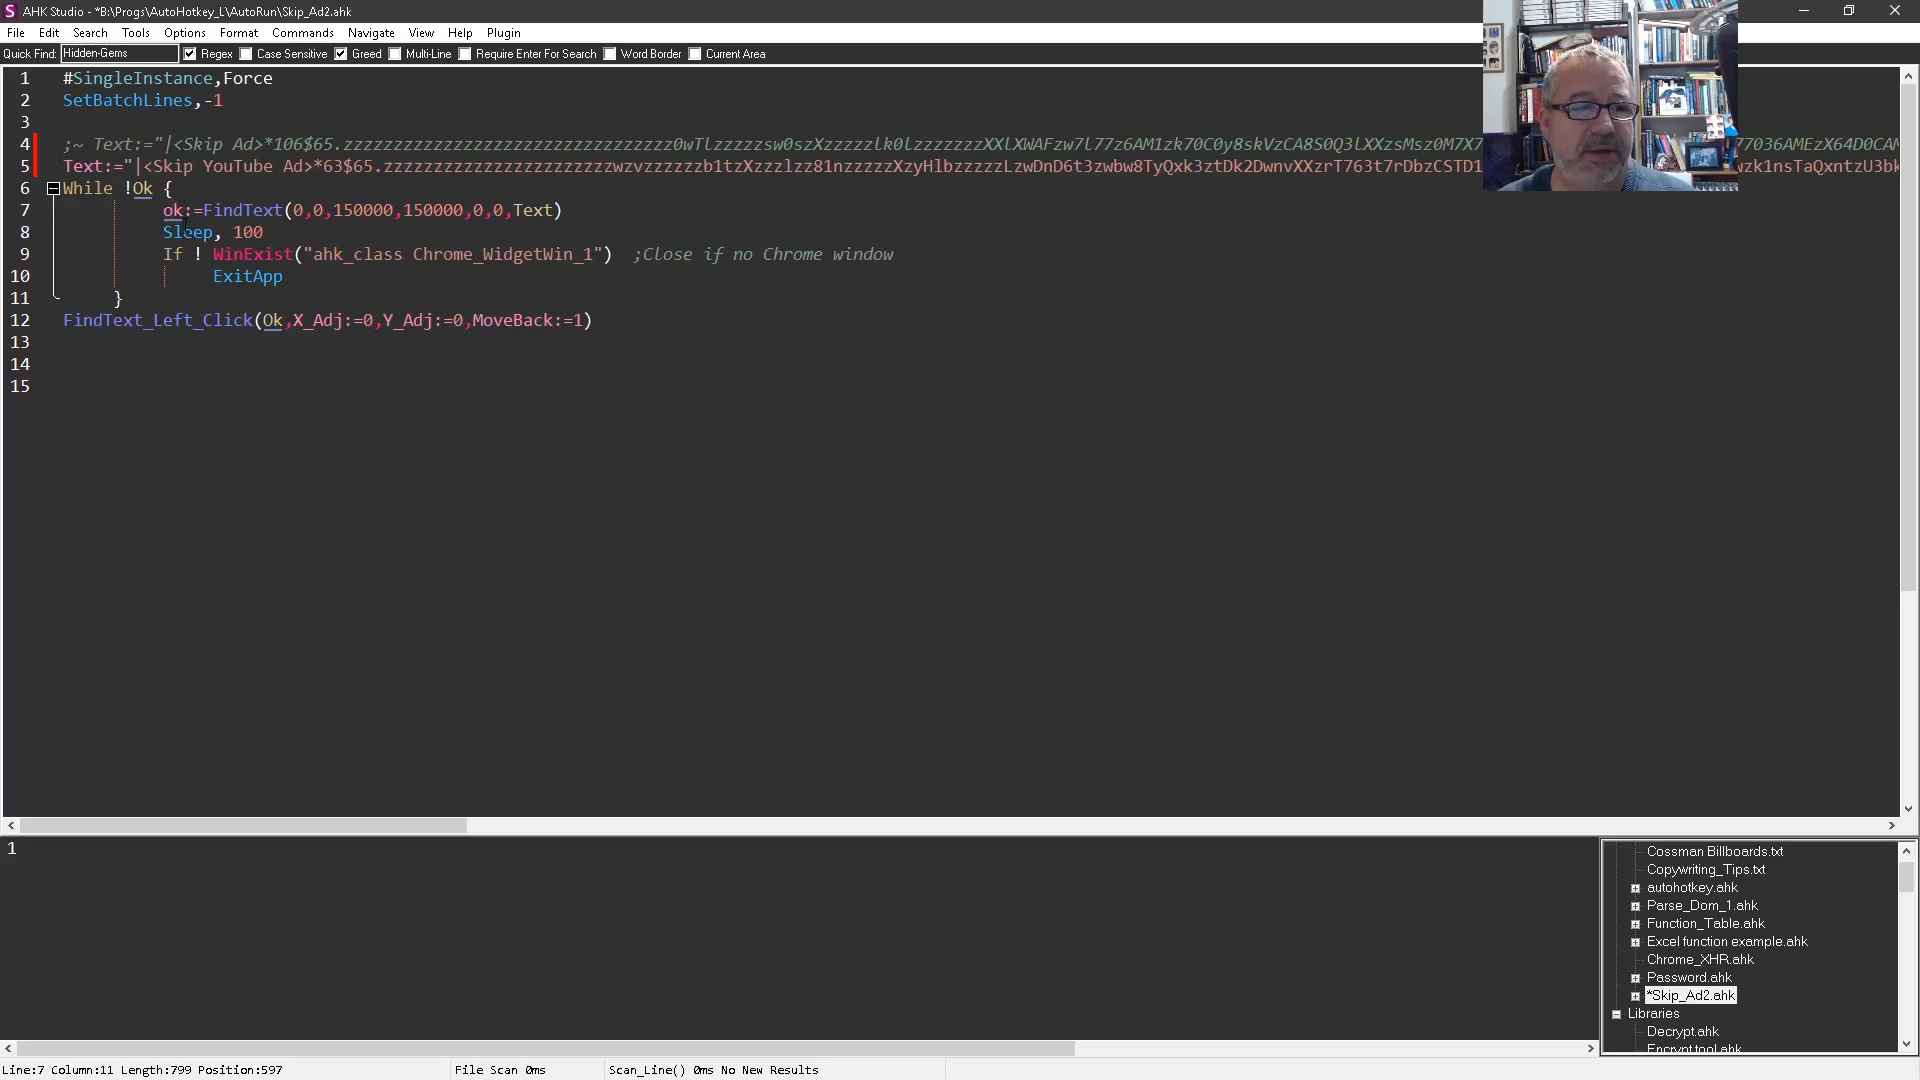 AHK Studio - *B:\Progs\AutoHotkey_L\AutoRun\Skip_Ad2.ahk
File Edit Search Tools Options Format Commands Navigate View Help Plugin
Quick Find: Hidden-Gems Regex Case Sensitive Greed Multi-Line Require Enter For Search Word Border Current Area
1 #SingleInstance,Force
2 SetBatchLines,-1
3
4 ;~ Text:="|<Skip Ad>*106$65.
5 Text:="|<Skip YouTube Ad>*63$65.
6 While !Ok {
7 ok:=FindText(0,0,150000,150000,0,0,Text)
8 Sleep, 100
9 If ! WinExist("ahk_class Chrome_WidgetWin_1") ;Close if no Chrome window
10 ExitApp
11 }
12 FindText_Left_Click(Ok,X_Adj:=0,Y_Adj:=0,MoveBack:=1)
13
14
15
1
Cossman Billboards.txt
Copywriting_Tips.txt
autohotkey.ahk
Parse_Dom_1.ahk
Function_Table.ahk
Excel function example.ahk
Chrome_XHR.ahk
Password.ahk
*Skip_Ad2.ahk
Libraries
Decrypt.ahk
Encrypt tool.ahk
Line:7 Column:11 Length:799 Position:597 File Scan 0ms Scan_Line() 0ms No New Results